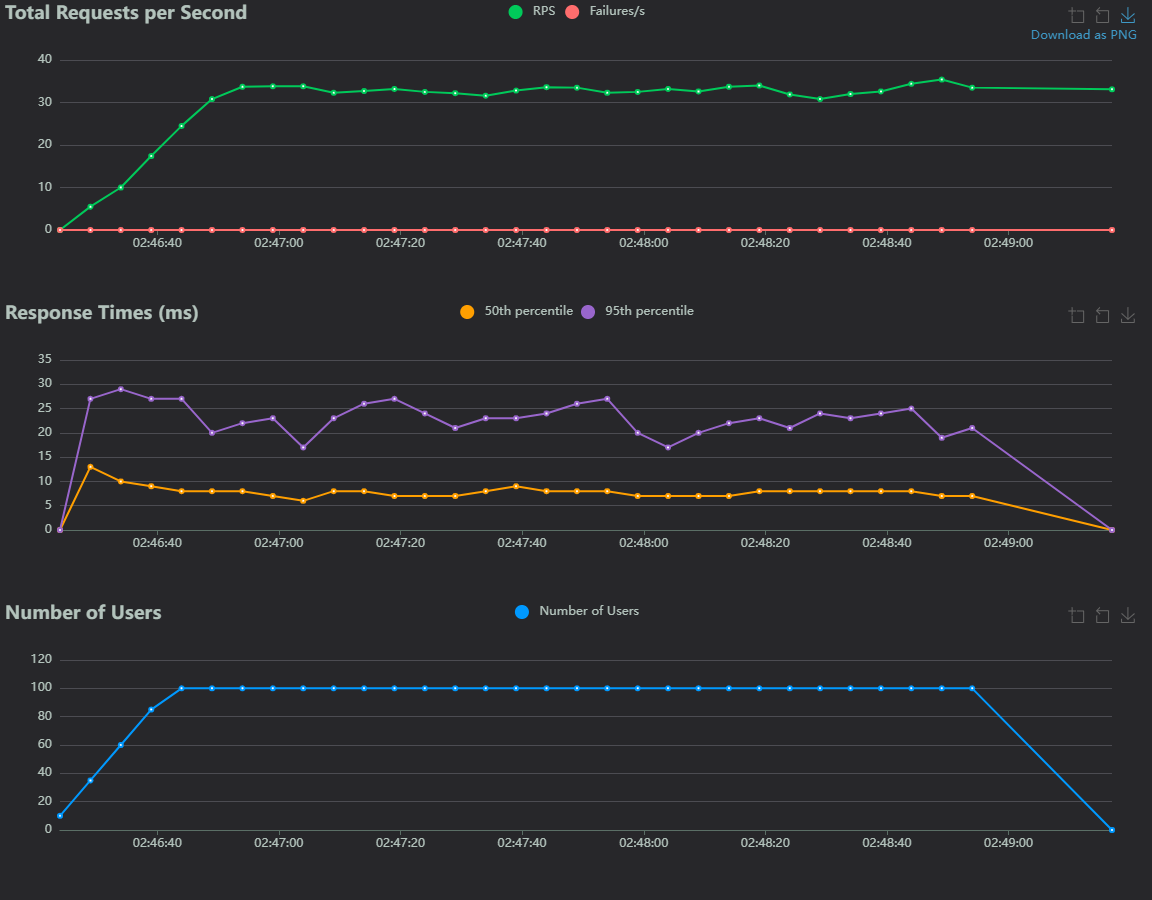 Total Requests per Second
RPS Failures/s
Download as PNG
40
30
20
10
0
02:46:40 02:47:00 02:47:20 02:47:40 02:48:00 02:48:20 02:48:40 02:49:00
Response Times (ms)
50th percentile 95th percentile
35
30
25
20
15
10
5
0
02:46:40 02:47:00 02:47:20 02:47:40 02:48:00 02:48:20 02:48:40 02:49:00
Number of Users
Number of Users
120
100
80
60
40
20
0
02:46:40 02:47:00 02:47:20 02:47:40 02:48:00 02:48:20 02:48:40 02:49:00